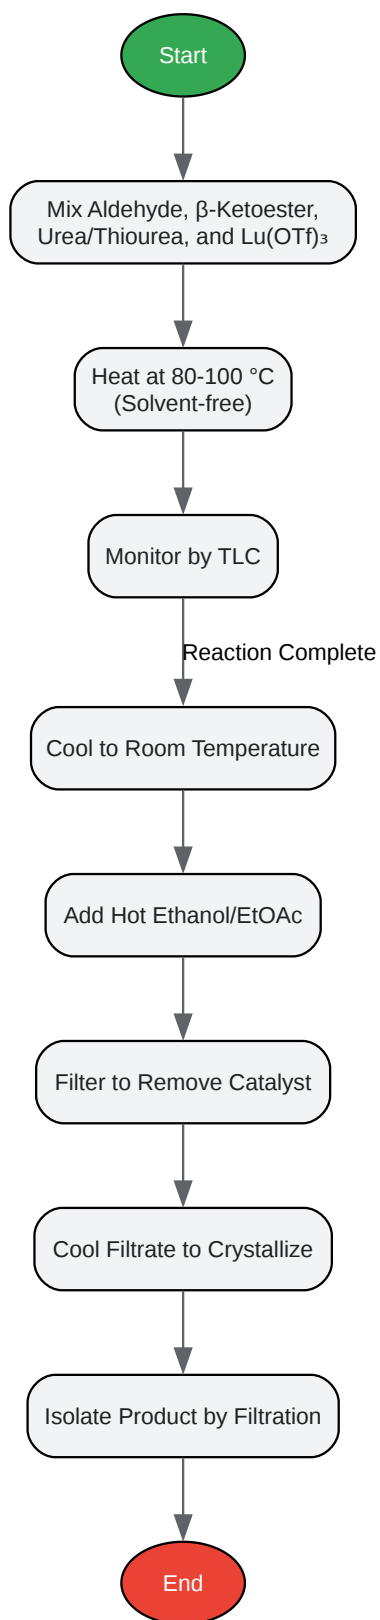 Start
Mix Aldehyde, β-Ketoester,
Urea/Thiourea, and Lu(OTf)₃
Heat at 80-100 °C
(Solvent-free)
Monitor by TLC
Reaction Complete
Cool to Room Temperature
Add Hot Ethanol/EtOAc
Filter to Remove Catalyst
Cool Filtrate to Crystallize
Isolate Product by Filtration
End